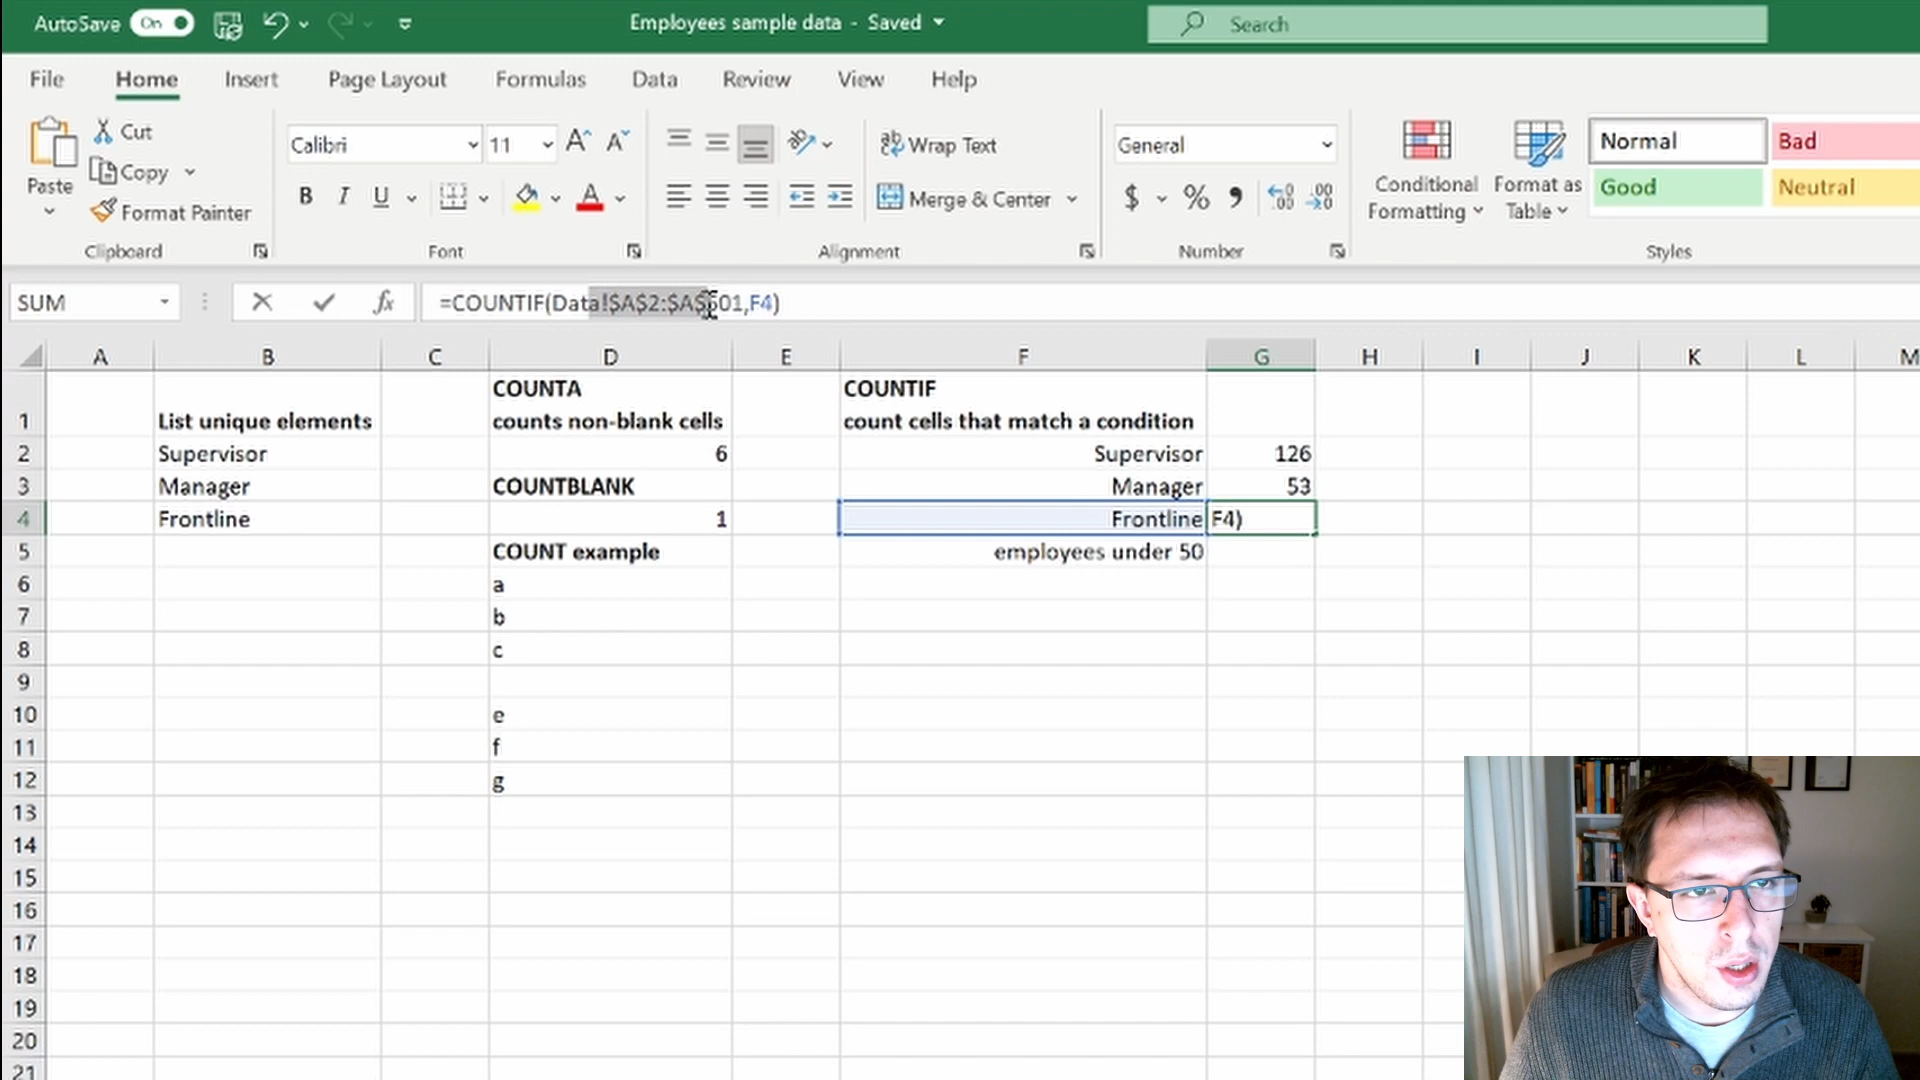 AutoSave On Employees sample data - Saved Search
File Home Insert Page Layout Formulas Data Review View Help
Paste Cut Copy Format Painter
Clipboard
Calibri 11
B I U
Font
Wrap Text
Merge & Center
Alignment
General
$ % 9
Number
Conditional Formatting
Format as Table
Normal Bad
Good Neutral
Styles
SUM fx =COUNTIF(Data!$A$2:$A$601,F4)
A B C D E F G H I J K L M
COUNTA COUNTIF
1 List unique elements counts non-blank cells count cells that match a condition
2 Supervisor 6 Supervisor 126
3 Manager COUNTBLANK Manager 53
4 Frontline 1 Frontline F4)
5 COUNT example employees under 50
6 a
7 b
8 c
9
10 e
11 f
12 g
13
14
15
16
17
18
19
20
21